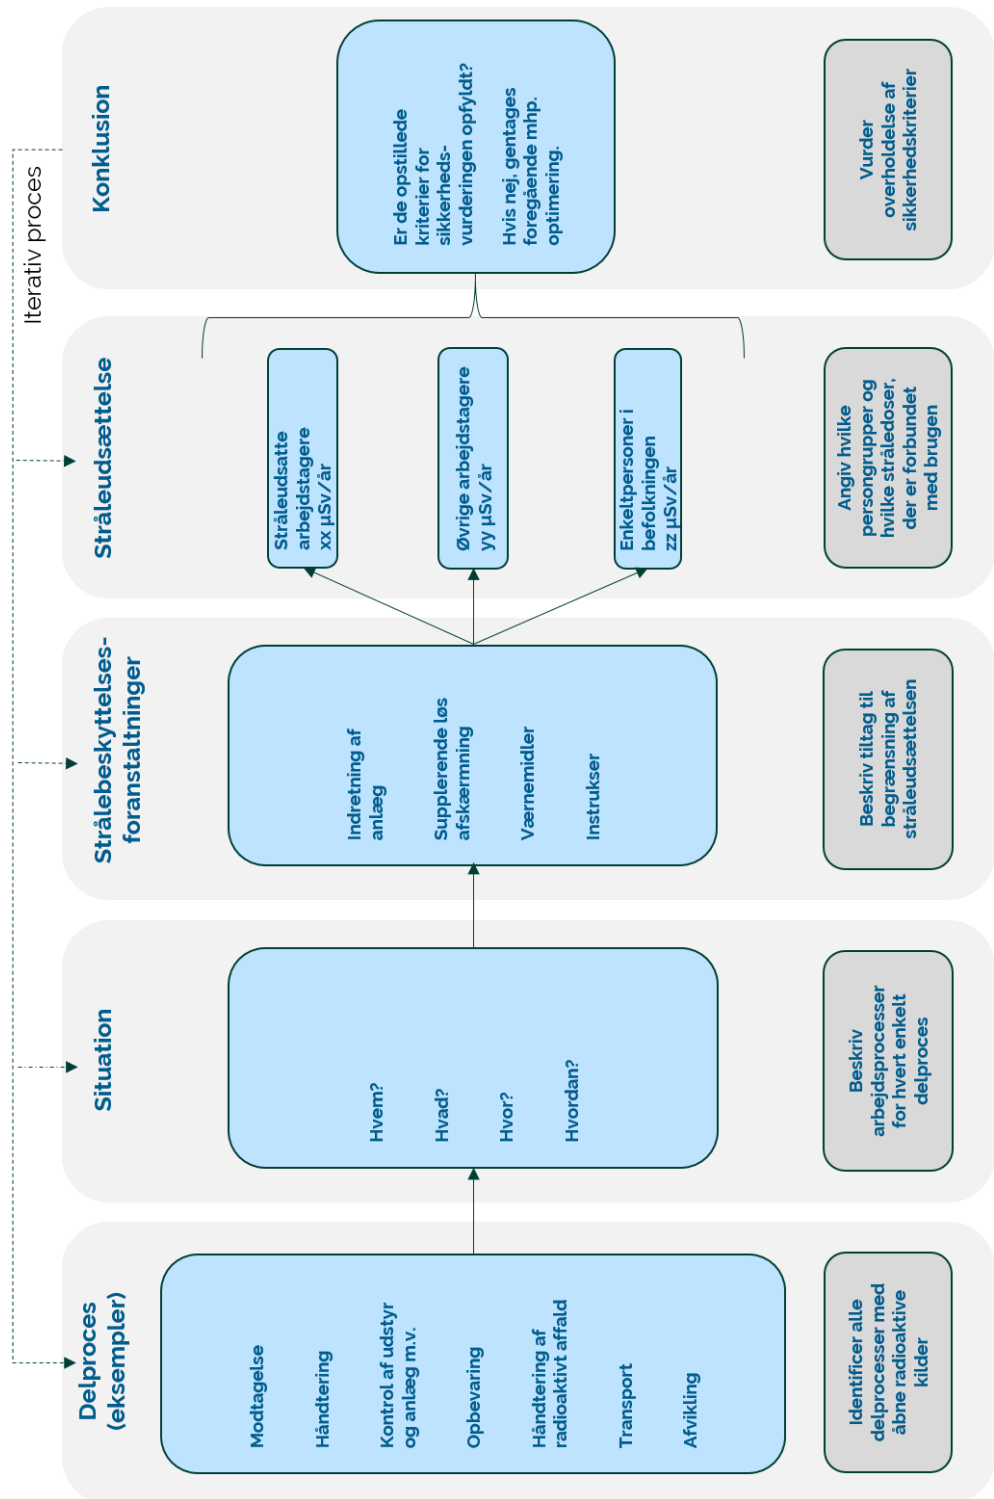 Iterativ proces
Delproces
(eksempler)
Modtagelse
Håndtering
Kontrol af udstyr
og anlæg m.v.
Opbevaring
Håndtering af
radioaktivt affald
Transport
Afvikling
Identificer alle
delprocesser med
åbne radioaktive
kilder
Situation
Hvem?
Hvad?
Hvor?
Hvordan?
Beskriv
arbejdsprocesser
for hvert enkelt
delproces
Strålebeskyttelses-
foranstaltninger
Indretning af
anlæg
Supplerende løs
afskærmning
Værnemidler
Instrukser
Beskriv tiltag til
begrænsning af
stråleudsættelsen
Stråleudsættelse
Stråleudsatte
arbejdstagere
xx µSv/år
Øvrige arbejdstagere
yy µSv/år
Enkeltpersoner i
befolkningen
zz µSv/år
Angiv hvilke
persongrupper og
hvilke stråledoser,
der er forbundet
med brugen
Konklusion
Er de opstillede
kriterier for
sikkerheds-
vurderingen opfyldt?
Hvis nej, gentages
foregående mhp.
optimering.
Vurder
overholdelse af
sikkerhedskriterier